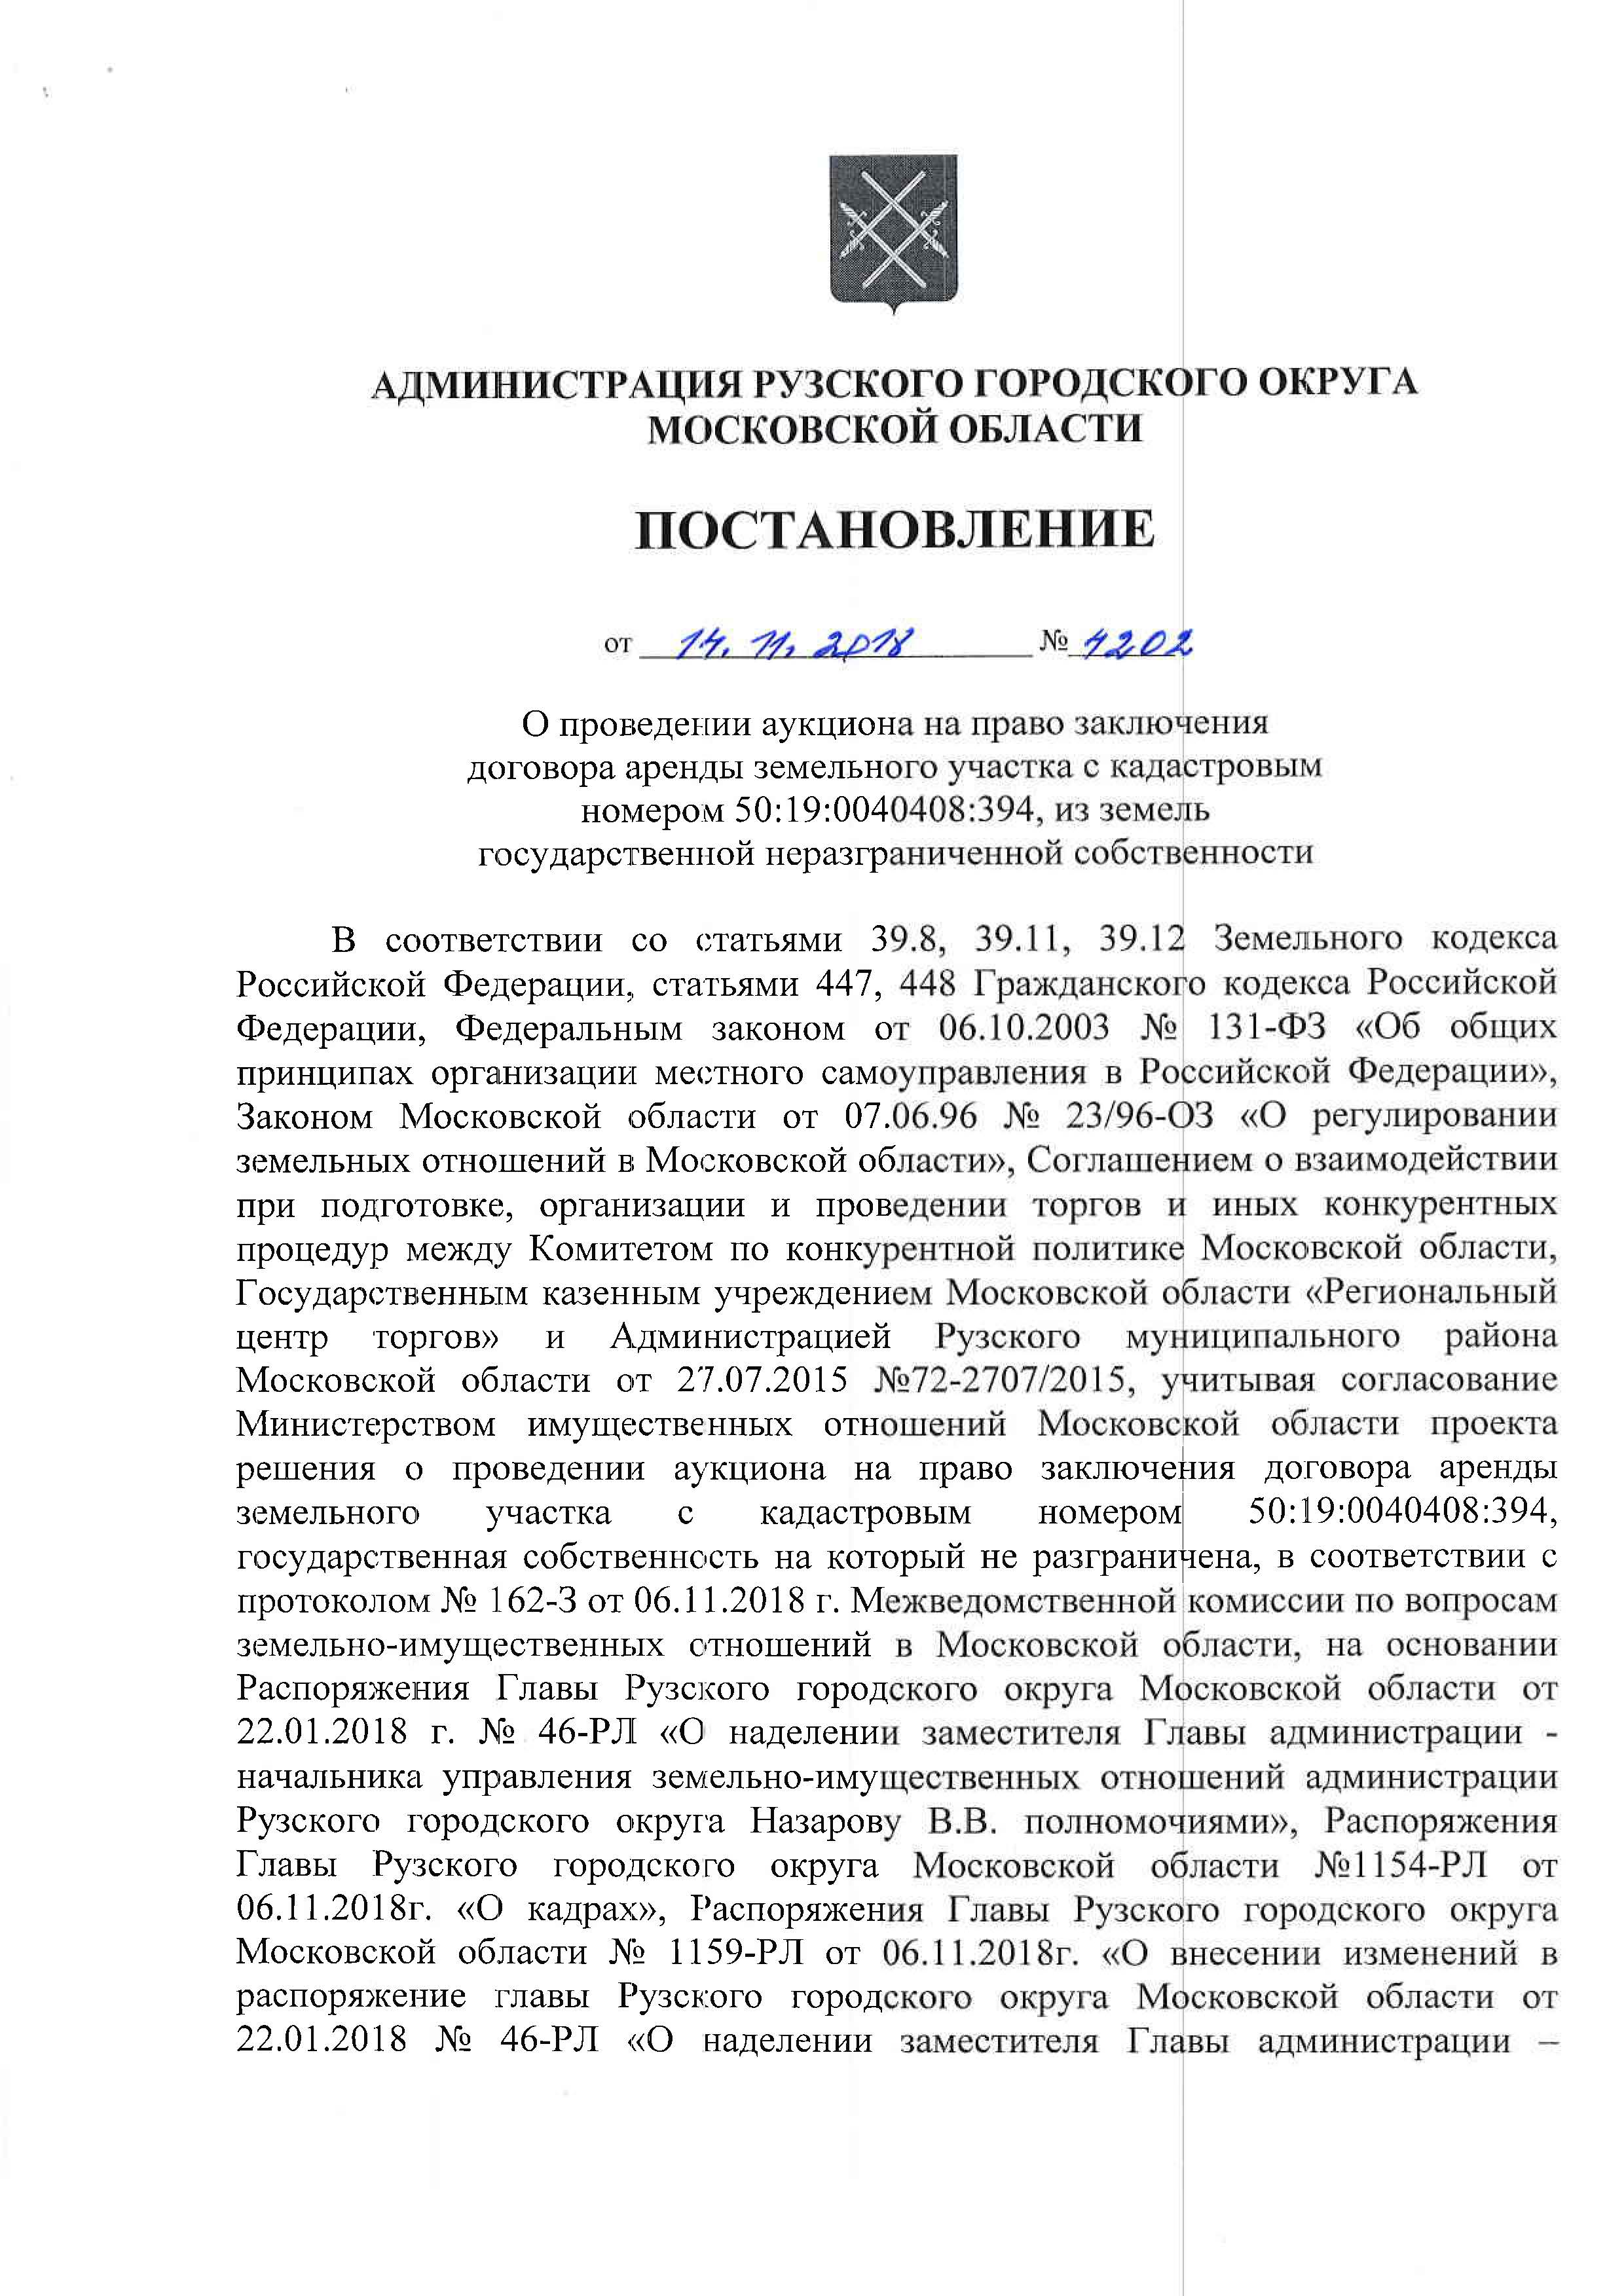 АДМИНИСТРАЦИЯ РУЗСКОГО ГОРОДСКОГО ОКРУГА
МОСКОВСКОЙ ОБЛАСТИ
ПОСТАНОВЛЕНИЕ
от 14.11.2018 № 4202
О проведении аукциона на право заключения
договора аренды земельного участка с кадастровым
номером 50:19:0040408:394, из земель
государственной неразграниченной собственности
В соответствии со статьями 39.8, 39.11, 39.12 Земельного кодекса
Российской Федерации, статьями 447, 448 Гражданского кодекса Российской
Федерации, Федеральным законом от 06.10.2003 № 131-ФЗ «Об общих
принципах организации местного самоуправления в Российской Федерации»,
Законом Московской области от 07.06.96 № 23/96-ОЗ «О регулировании
земельных отношений в Московской области», Соглашением о взаимодействии
при подготовке, организации и проведении торгов и иных конкурентных
процедур между Комитетом по конкурентной политике Московской области,
Государственным казенным учреждением Московской области «Региональный
центр торгов» и Администрацией Рузского муниципального района
Московской области от 27.07.2015 №72-2707/2015, учитывая согласование
Министерством имущественных отношений Московской области проекта
решения о проведении аукциона на право заключения договора аренды
земельного участка с кадастровым номером 50:19:0040408:394,
государственная собственность на который не разграничена, в соответствии с
протоколом № 162-З от 06.11.2018 г. Межведомственной комиссии по вопросам
земельно-имущественных отношений в Московской области, на основании
Распоряжения Главы Рузского городского округа Московской области от
22.01.2018 г. № 46-РЛ «О наделении заместителя Главы администрации -
начальника управления земельно-имущественных отношений администрации
Рузского городского округа Назарову В.В. полномочиями», Распоряжения
Главы Рузского городского округа Московской области №1154-РЛ от
06.11.2018г. «О кадрах», Распоряжения Главы Рузского городского округа
Московской области № 1159-РЛ от 06.11.2018г. «О внесении изменений в
распоряжение главы Рузского городского округа Московской области от
22.01.2018 № 46-РЛ «О наделении заместителя Главы администрации –